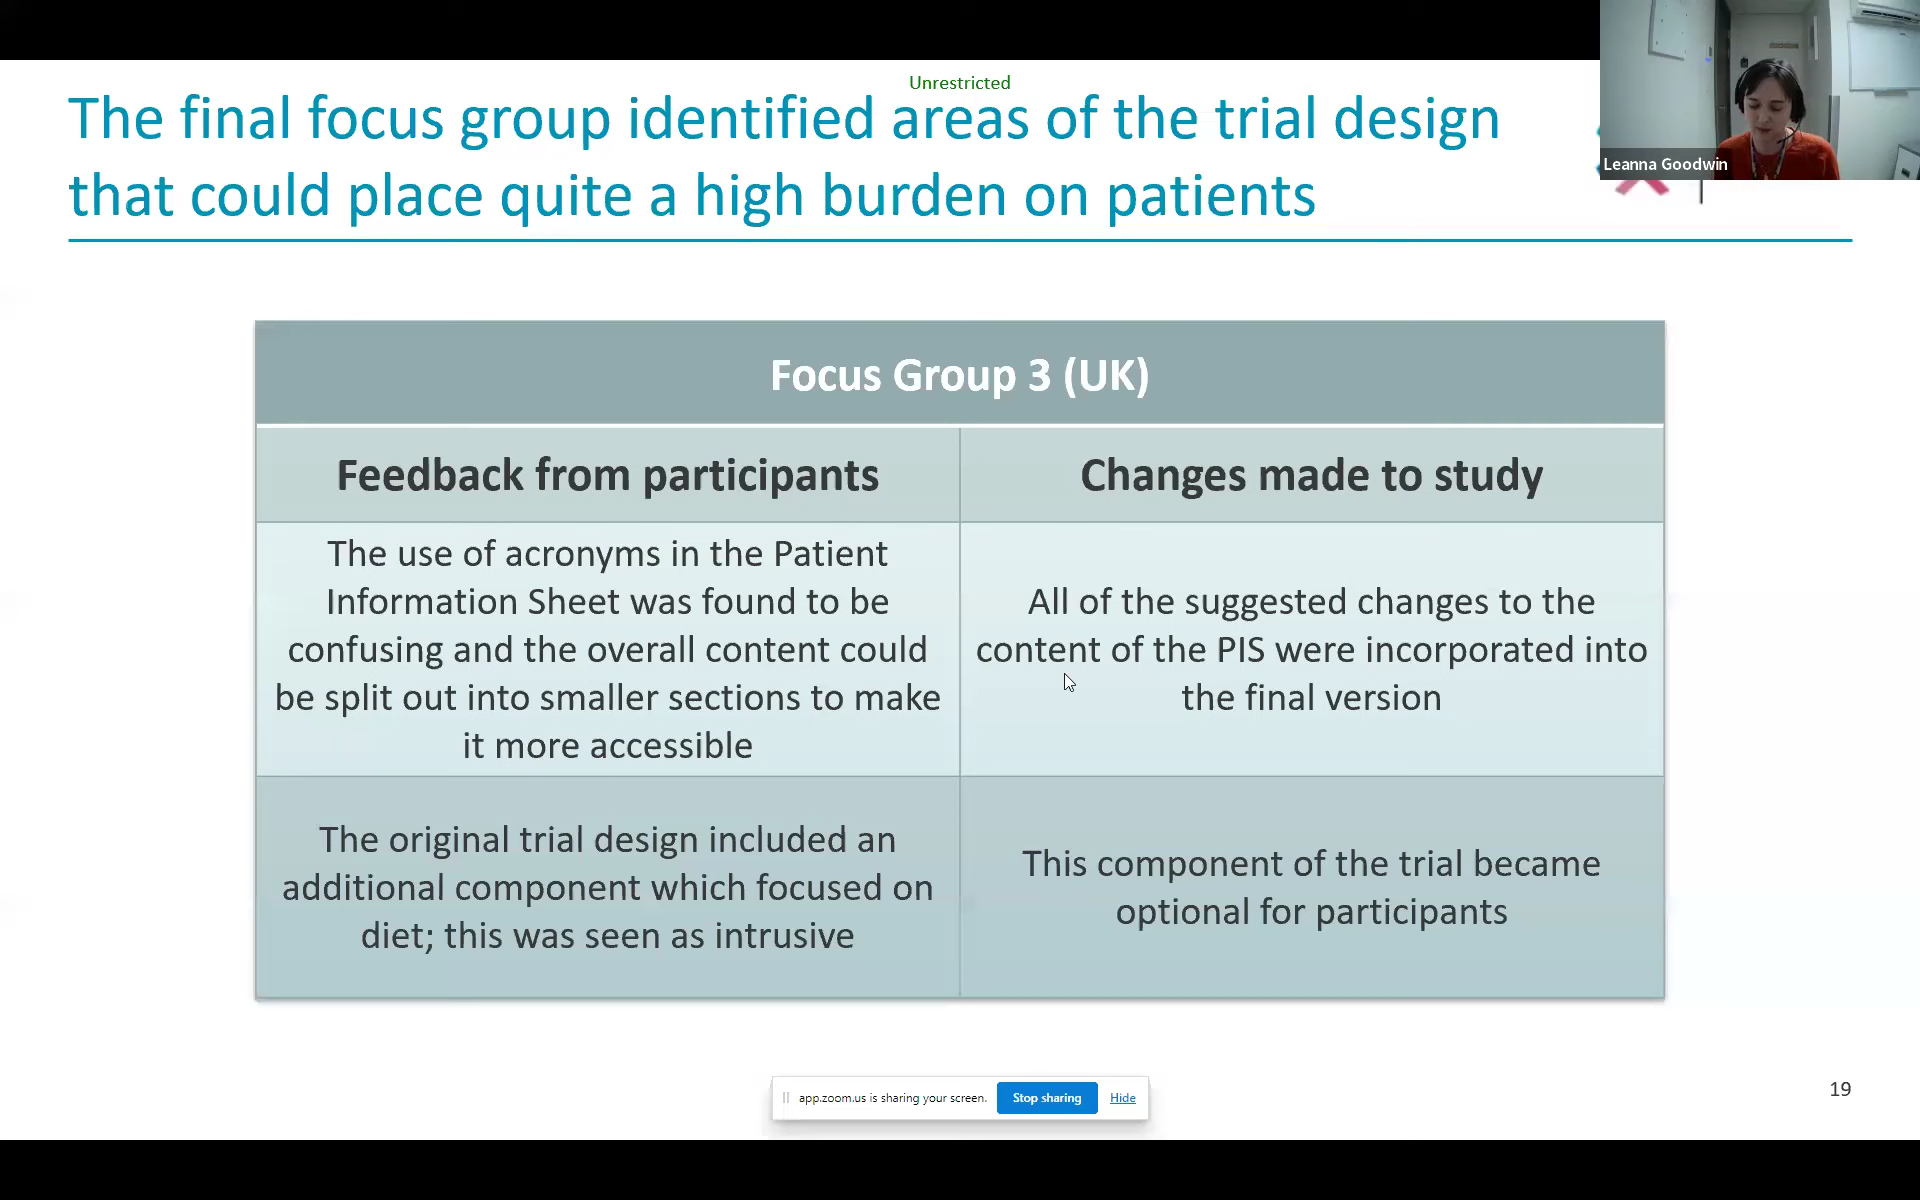 Unrestricted
The final focus group identified areas of the trial design
that could place quite a high burden on patients
Leanna Goodwin
Focus Group 3 (UK)
Feedback from participants
Changes made to study
The use of acronyms in the Patient
Information Sheet was found to be
confusing and the overall content could
be split out into smaller sections to make
it more accessible
All of the suggested changes to the
content of the PIS were incorporated into
the final version
The original trial design included an
additional component which focused on
diet; this was seen as intrusive
This component of the trial became
optional for participants
app.zoom.us is sharing your screen.
Stop sharing
Hide
19